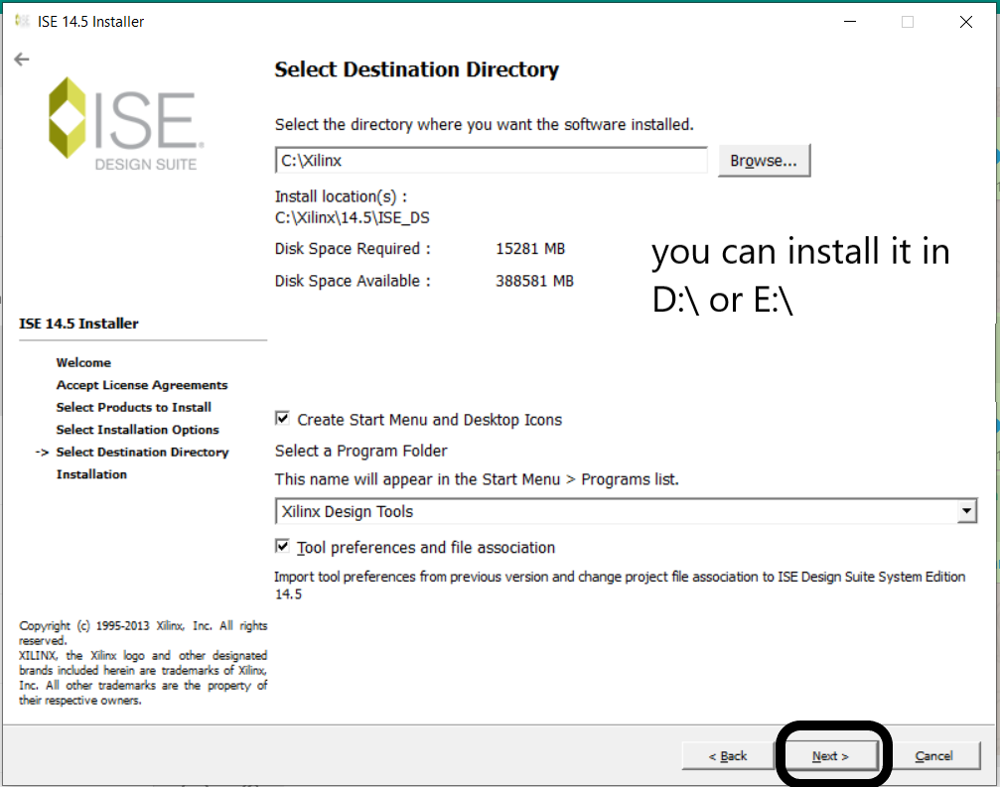 ISE 14.5 Installer
ISE
DESIGN SUITE
Select Destination Directory
Select the directory where you want the software installed.
C:\Xilinx
Browse...
Install location(s) :
C:\Xilinx\14.5\ISE_DS
Disk Space Required : 15281 MB
Disk Space Available : 388581 MB
you can install it in
D:\ or E:\
ISE 14.5 Installer
Welcome
Accept License Agreements
Select Products to Install
Select Installation Options
-> Select Destination Directory
Installation
Create Start Menu and Desktop Icons
Select a Program Folder
This name will appear in the Start Menu > Programs list.
Xilinx Design Tools
Tool preferences and file association
Import tool preferences from previous version and change project file association to ISE Design Suite System Edition
14.5
Copyright (c) 1995-2013 Xilinx, Inc. All rights
reserved.
XILINX, the Xilinx logo and other designated
brands included herein are trademarks of Xilinx,
Inc. All other trademarks are the property of
their respective owners.
< Back
Next >
Cancel